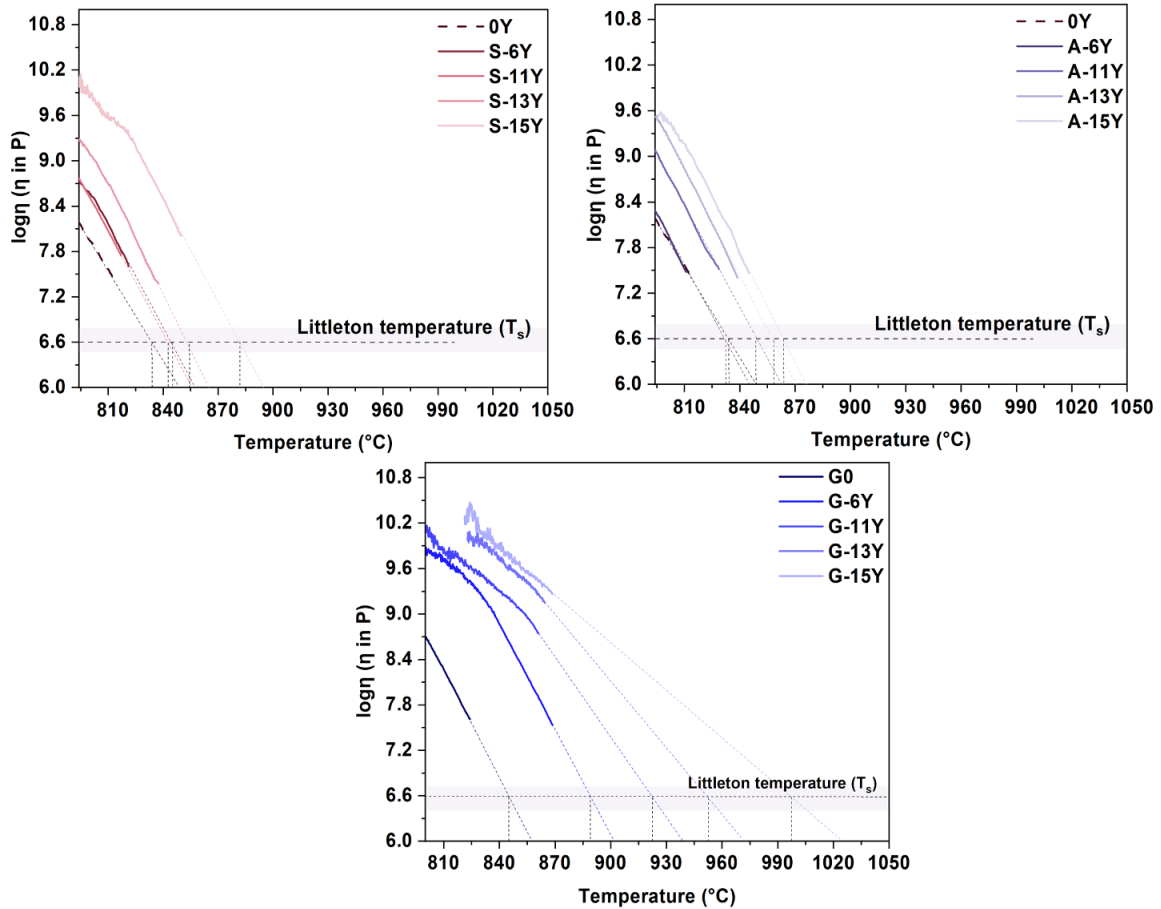 10.8
10.2
9.6
9.0
8.4
7.8
7.2
6.6
6.0
logη (η in P)
0Y
S-6Y
S-11Y
S-13Y
S-15Y
Littleton temperature (Tₛ)
810 840 870 900 930 960 990 1020 1050
Temperature (°C)
10.8
10.2
9.6
9.0
8.4
7.8
7.2
6.6
6.0
logη (η in P)
0Y
A-6Y
A-11Y
A-13Y
A-15Y
Littleton temperature (Tₛ)
810 840 870 900 930 960 990 1020 1050
Temperature (°C)
10.8
10.2
9.6
9.0
8.4
7.8
7.2
6.6
6.0
logη (η in P)
G0
G-6Y
G-11Y
G-13Y
G-15Y
Littleton temperature (Tₛ)
810 840 870 900 930 960 990 1020 1050
Temperature (°C)